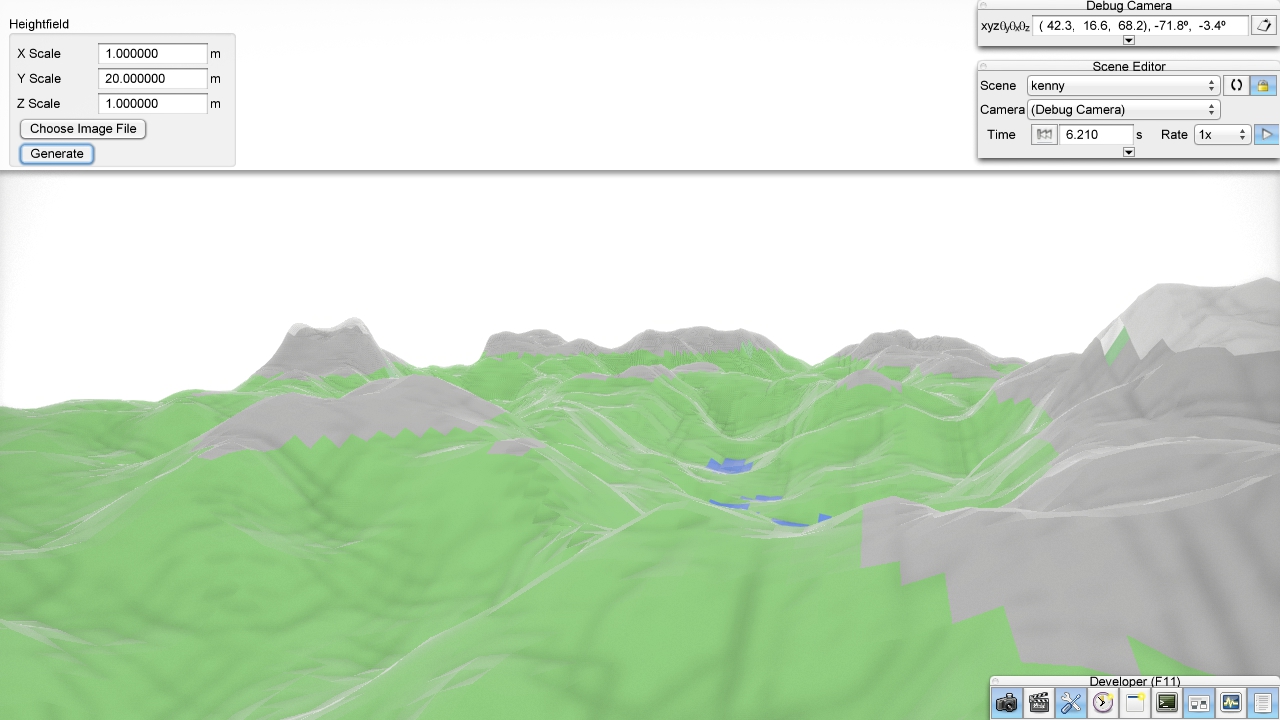 Heightfield
X Scale 1.000000 m
Y Scale 20.000000 m
Z Scale 1.000000 m
Choose Image File
Generate
Debug Camera
( 42.3, 16.6, 68.2), -71.8º, -3.4º
Scene Editor
Scene kenny
Camera (Debug Camera)
Time 6.210 s Rate 1x
Developer (F11)